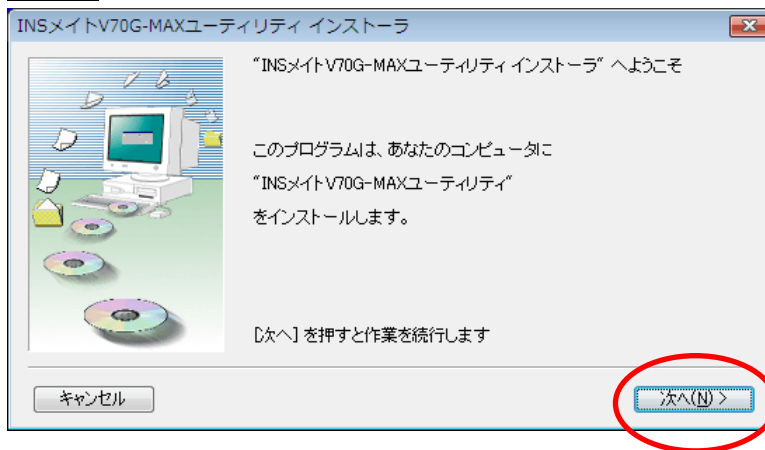 INSメイトV70G-MAXユーティリティ インストーラ
“INSメイトV70G-MAXユーティリティ インストーラ” へようこそ
このプログラムは、あなたのコンピュータに
“INSメイトV70G-MAXユーティリティ”
をインストールします。
[次へ] を押すと作業を続行します
キャンセル
次へ(N) >